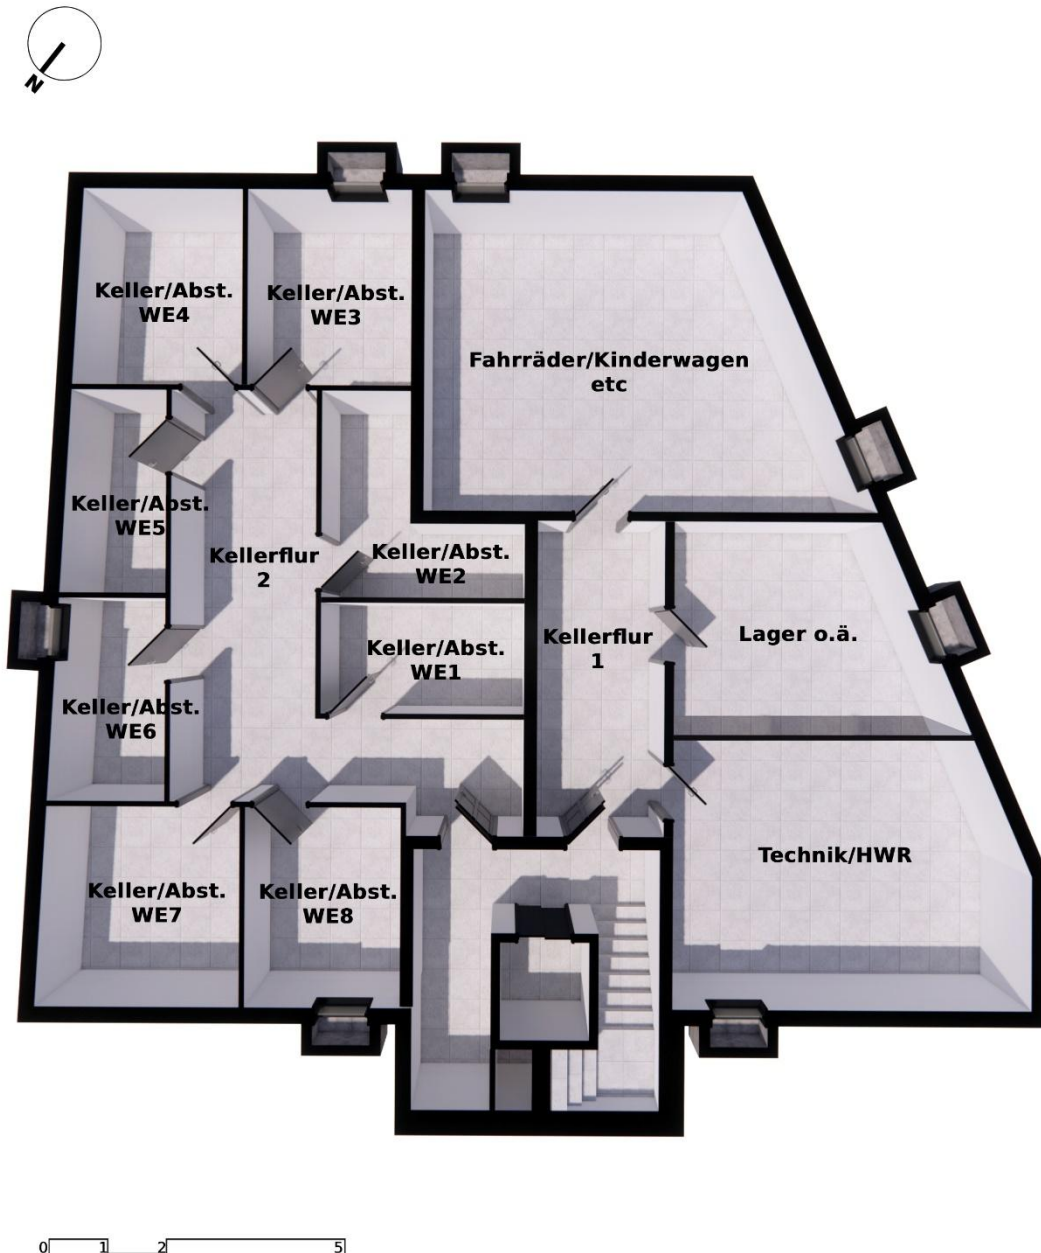 N
Keller/Abst.
WE4
Keller/Abst.
WE3
Fahrräder/Kinderwagen
etc
Keller/Abst.
WE5
Kellerflur
2
Keller/Abst.
WE2
Keller/Abst.
WE1
Kellerflur
1
Lager o.ä.
Keller/Abst.
WE6
Technik/HWR
Keller/Abst.
WE7
Keller/Abst.
WE8
0 1 2 5